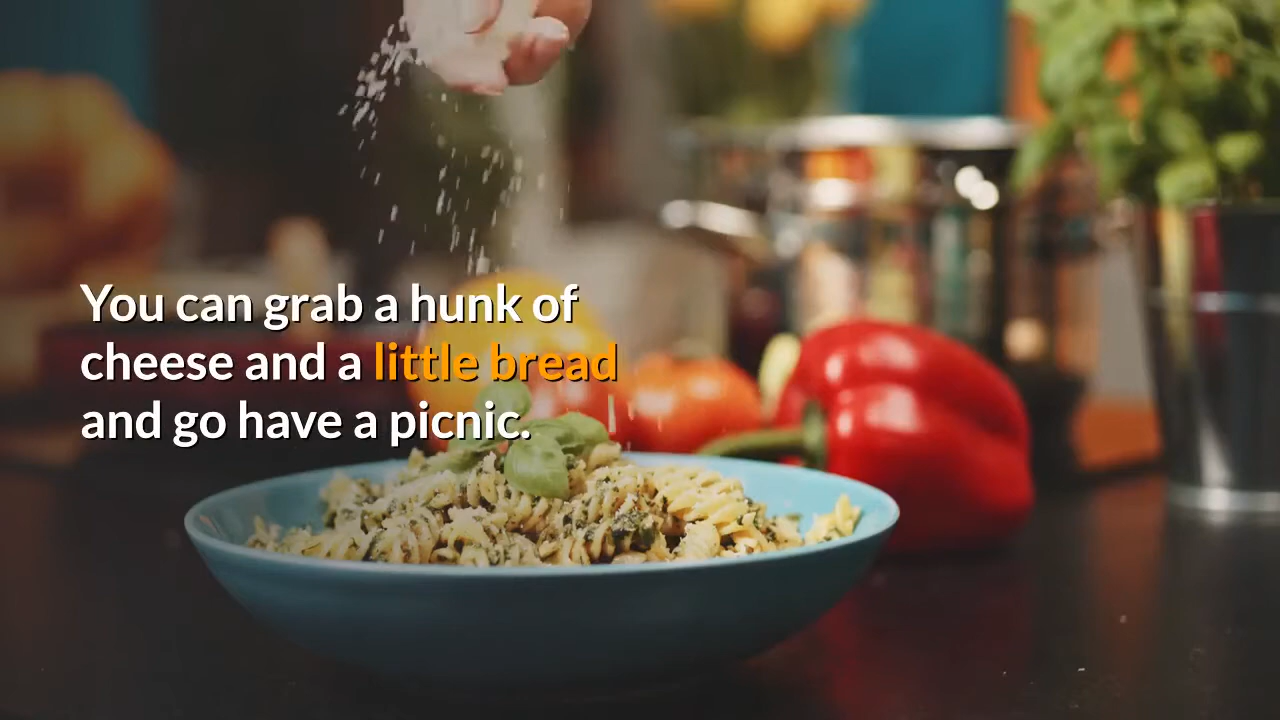 You can grab a hunk of
cheese and a little bread
and go have a picnic.